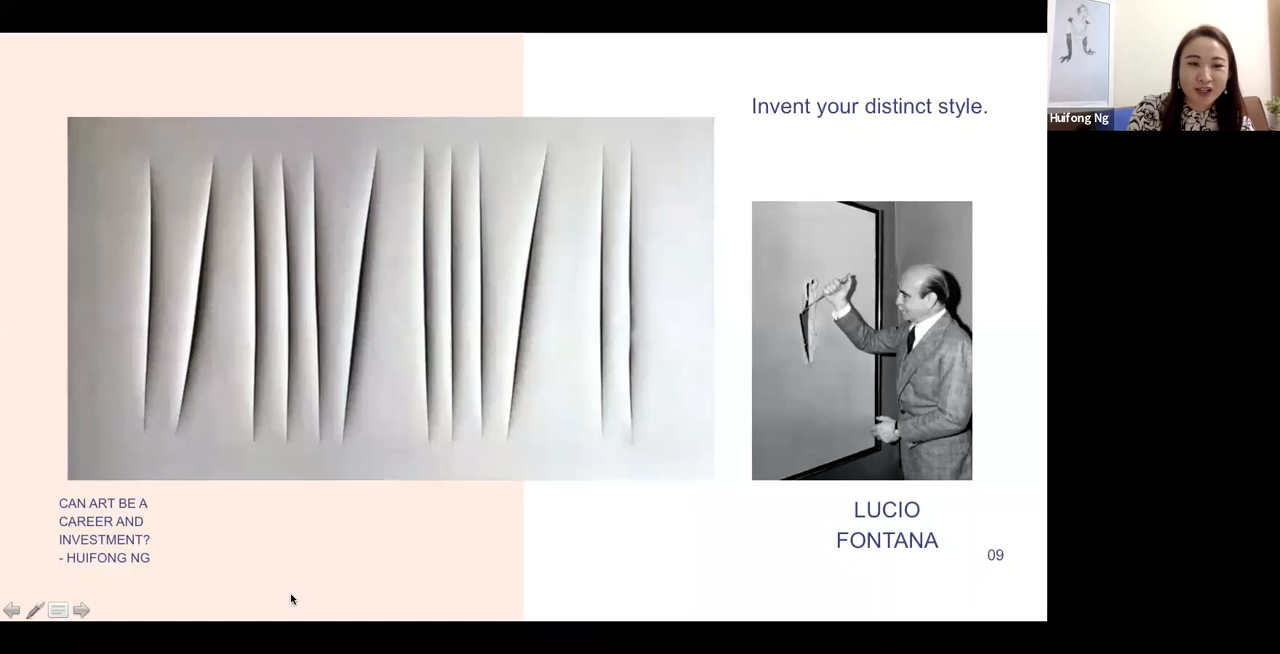 Invent your distinct style.
Huifong Ng
LUCIO
FONTANA
CAN ART BE A
CAREER AND
INVESTMENT?
- HUIFONG NG
09